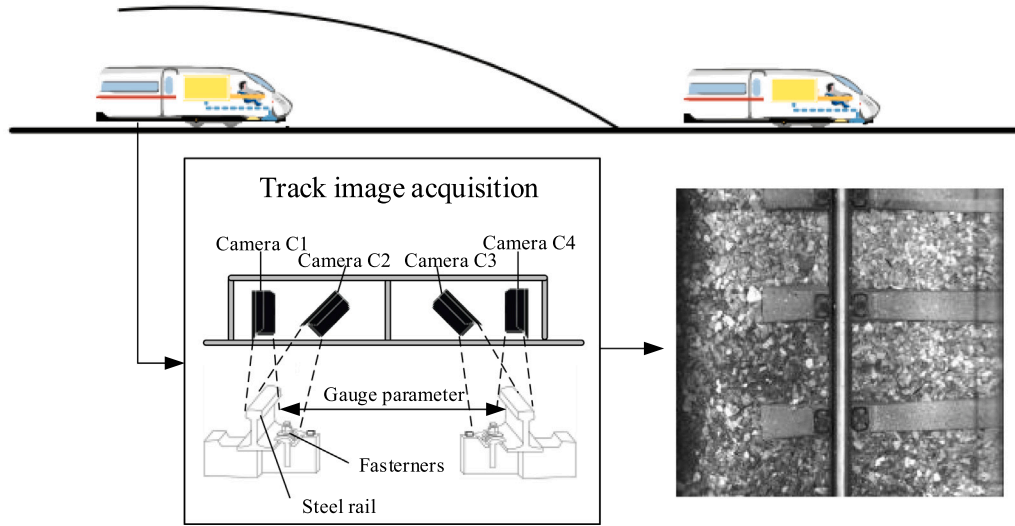 Track image acquisition
Camera C1
Camera C2
Camera C3
Camera C4
Gauge parameter
Fasterners
Steel rail